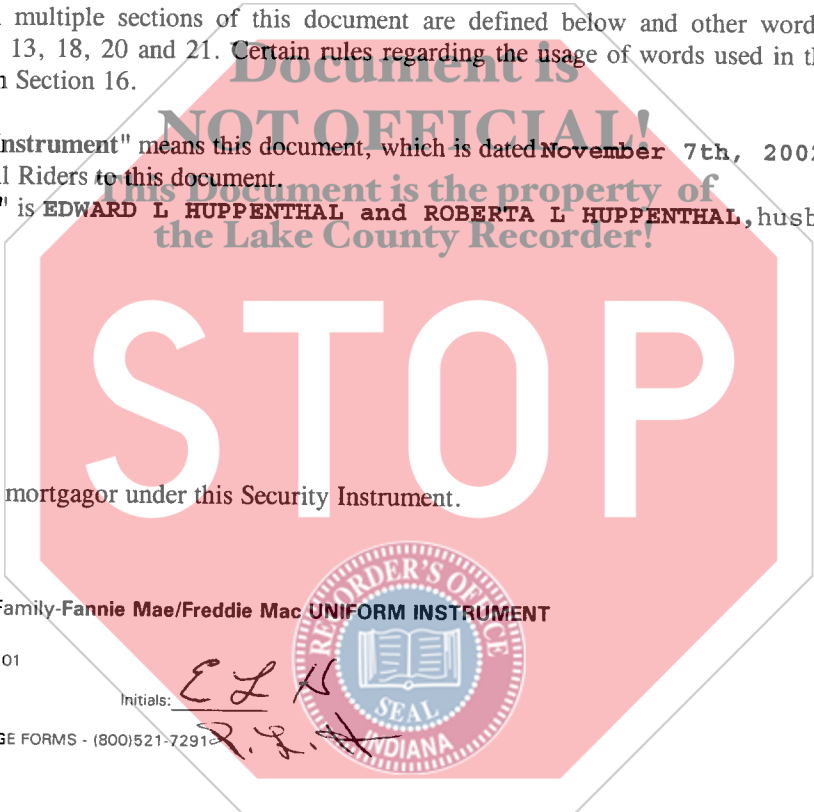 multiple sections of this document are defined below and other word
13, 18, 20 and 21. Certain rules regarding the usage of words used in th
Section 16.
Document is
NOT OFFICIAL!
nstrument" means this document, which is dated November 7th, 2002
l Riders to this document.
This Document is the property of
" is EDWARD L HUPPENTHAL and ROBERTA L HUPPENTHAL, husb
the Lake County Recorder!
STOP
mortgagor under this Security Instrument.
RECORDER'S OFFICE
Family-Fannie Mae/Freddie Mac UNIFORM INSTRUMENT
01
Initials: E L H
SEAL
GE FORMS - (800)521-7291 R. L. H
INDIANA